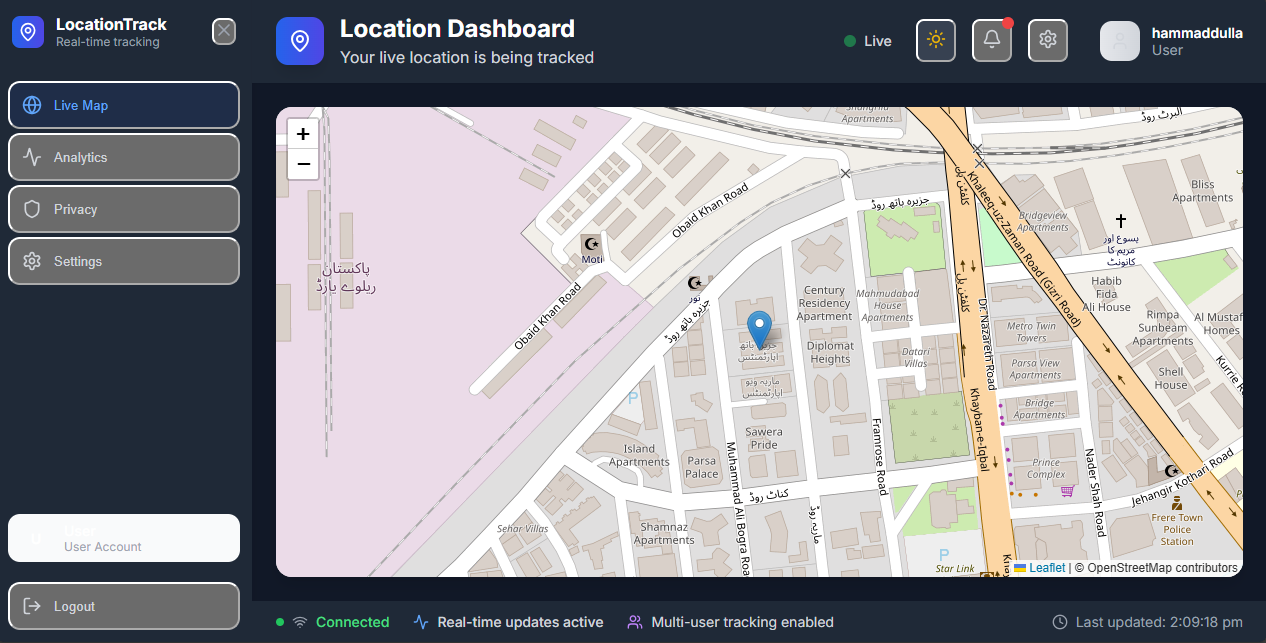 LocationTrack
Real-time tracking
Live Map
Analytics
Privacy
Settings
User Account
Logout
Location Dashboard
Your live location is being tracked
Live
hammaddulla
User
+
−
Apartments
البرٹ روڈ
Bliss
Apartments
Obaid Khan Road
جزیرہ باتھ روڈ
کلفٹن پل
Khaleeq-uz-Zaman Road (Gizri Road)
Bridgeview
Apartments
یسوع اور
مریم کا
کانونٹ
Moti
پاکستان
ریلوے یارڈ
نور
Obaid Khan Road
جزیرہ باتھ روڈ
Century
Residency
Apartment
Mahmudabad
House
Apartments
کلفٹن پل
Dr. Nazareth Road
Habib
Fida
Ali House
Rimpa
Sunbeam
Apartments
Al Mustaf
Homes
Metro Twin
Towers
جزیرہ باتھ
اپارٹمنٹس
Diplomat
Heights
Datari
Villas
Parsa View
Apartments
Shell
House
Kurrie R
ماریہ ویو
اپارٹمنٹس
P
Bridge
Apartments
Khayban-e-Iqbal
Sawera
Pride
Island
Apartments
Parsa
Palace
Muhammad Ali Bogra Road
Framrose Road
Prince
Complex
Nader Shah Road
Jehangir Kothari Road
کناٹ روڈ
ماریہ روڈ
Sehar Villas
Shamnaz
Apartments
Frere Town
Police
Station
P
Star Link
Kha
Leaflet | © OpenStreetMap contributors
Connected
Real-time updates active
Multi-user tracking enabled
Last updated: 2:09:18 pm